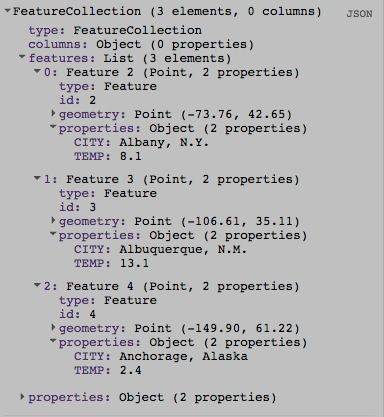 FeatureCollection (3 elements, 0 columns) JSON
type: FeatureCollection
columns: Object (0 properties)
features: List (3 elements)
0: Feature 2 (Point, 2 properties)
type: Feature
id: 2
geometry: Point (-73.76, 42.65)
properties: Object (2 properties)
CITY: Albany, N.Y.
TEMP: 8.1
1: Feature 3 (Point, 2 properties)
type: Feature
id: 3
geometry: Point (-106.61, 35.11)
properties: Object (2 properties)
CITY: Albuquerque, N.M.
TEMP: 13.1
2: Feature 4 (Point, 2 properties)
type: Feature
id: 4
geometry: Point (-149.90, 61.22)
properties: Object (2 properties)
CITY: Anchorage, Alaska
TEMP: 2.4
properties: Object (2 properties)